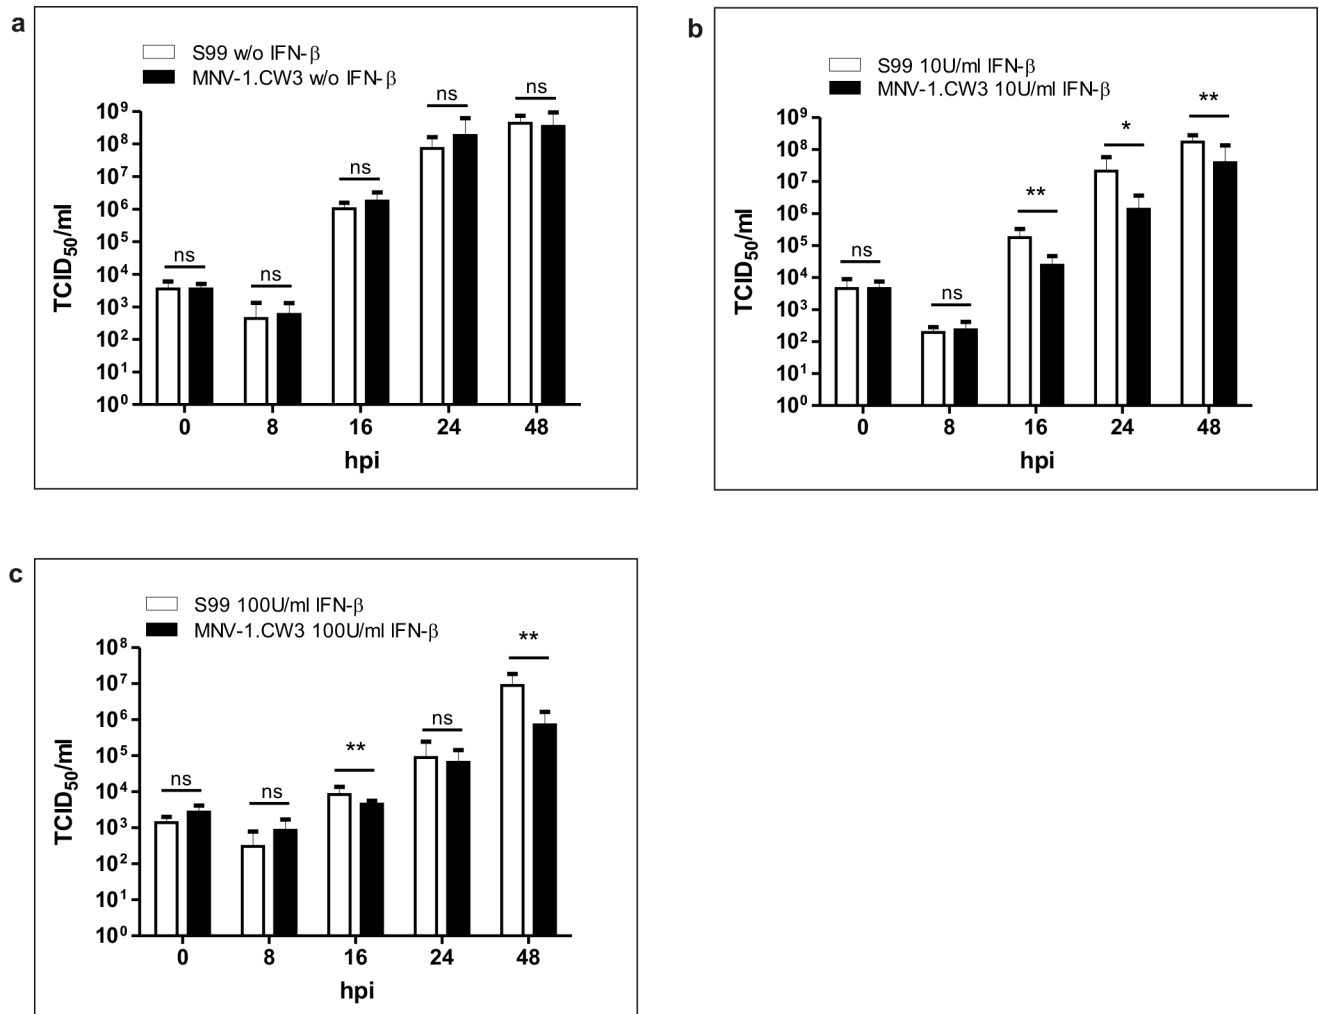 a
S99 w/o IFN-β
MNV-1.CW3 w/o IFN-β
ns
ns
ns
ns
ns
10⁹
10⁸
10⁷
10⁶
10⁵
10⁴
10³
10²
10¹
10⁰
TCID₅₀/ml
0 8 16 24 48
hpi
b
S99 10U/ml IFN-β
MNV-1.CW3 10U/ml IFN-β
ns
ns
**
*
**
10⁹
10⁸
10⁷
10⁶
10⁵
10⁴
10³
10²
10¹
10⁰
TCID₅₀/ml
0 8 16 24 48
hpi
c
S99 100U/ml IFN-β
MNV-1.CW3 100U/ml IFN-β
ns
ns
**
ns
**
10⁸
10⁷
10⁶
10⁵
10⁴
10³
10²
10¹
10⁰
TCID₅₀/ml
0 8 16 24 48
hpi